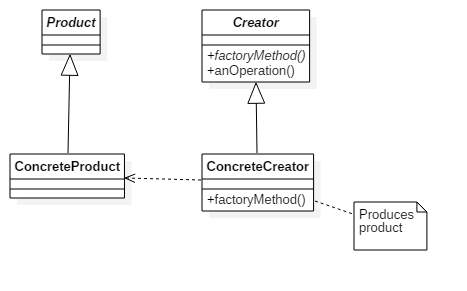 Product
Creator
+factoryMethod()
+anOperation()
ConcreteProduct
ConcreteCreator
+factoryMethod()
Produces
product